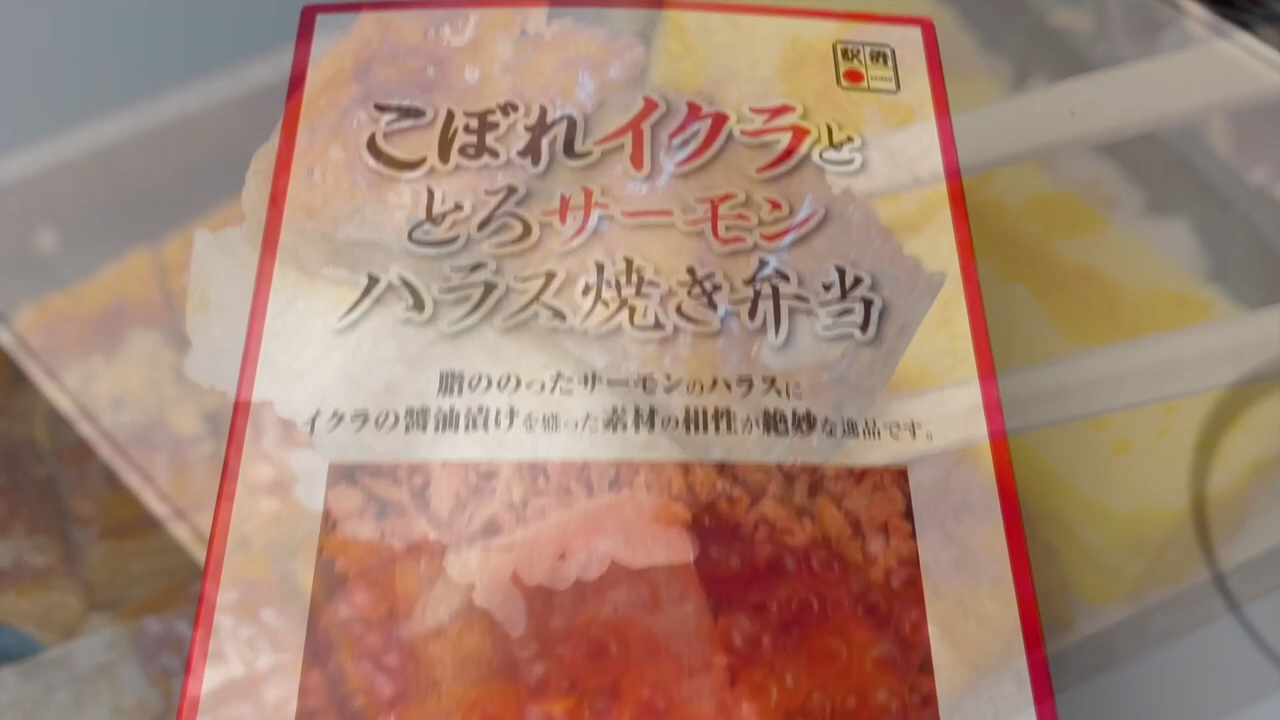 こぼれイクラと
とろサーモン
ハラス焼き弁当
脂ののったサーモンのハラスに
イクラの醤油漬けを盛った素材の相性が絶妙な逸品です。